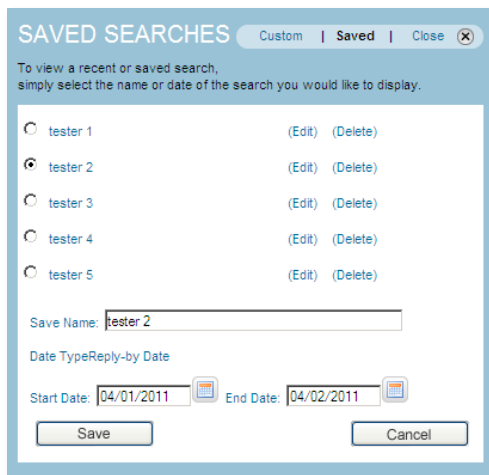 SAVED SEARCHES Custom | Saved | Close
To view a recent or saved search,
simply select the name or date of the search you would like to display.
tester 1 (Edit) (Delete)
tester 2 (Edit) (Delete)
tester 3 (Edit) (Delete)
tester 4 (Edit) (Delete)
tester 5 (Edit) (Delete)
Save Name: tester 2
Date TypeReply-by Date
Start Date: 04/01/2011 End Date: 04/02/2011
Save Cancel